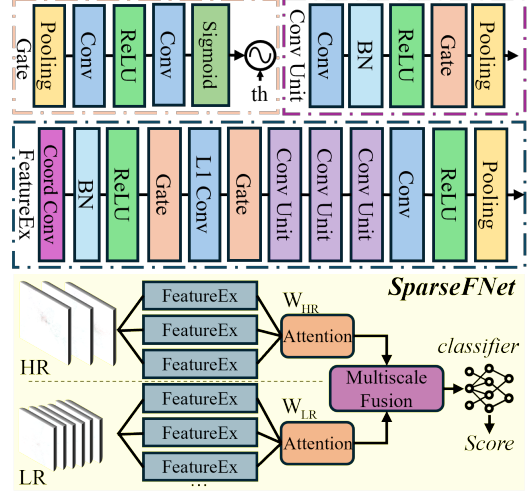 Gate
Pooling
Conv
ReLU
Conv
Sigmoid
th
Conv Unit
Conv
BN
ReLU
Gate
Pooling
FeatureEx
Coord Conv
BN
ReLU
Gate
L1 Conv
Gate
Conv Unit
Conv Unit
Conv Unit
Conv
ReLU
Pooling
SparseFNet
HR
FeatureEx
FeatureEx
FeatureEx
W_HR
Attention
LR
FeatureEx
FeatureEx
FeatureEx
...
W_LR
Attention
Multiscale
Fusion
classifier
Score